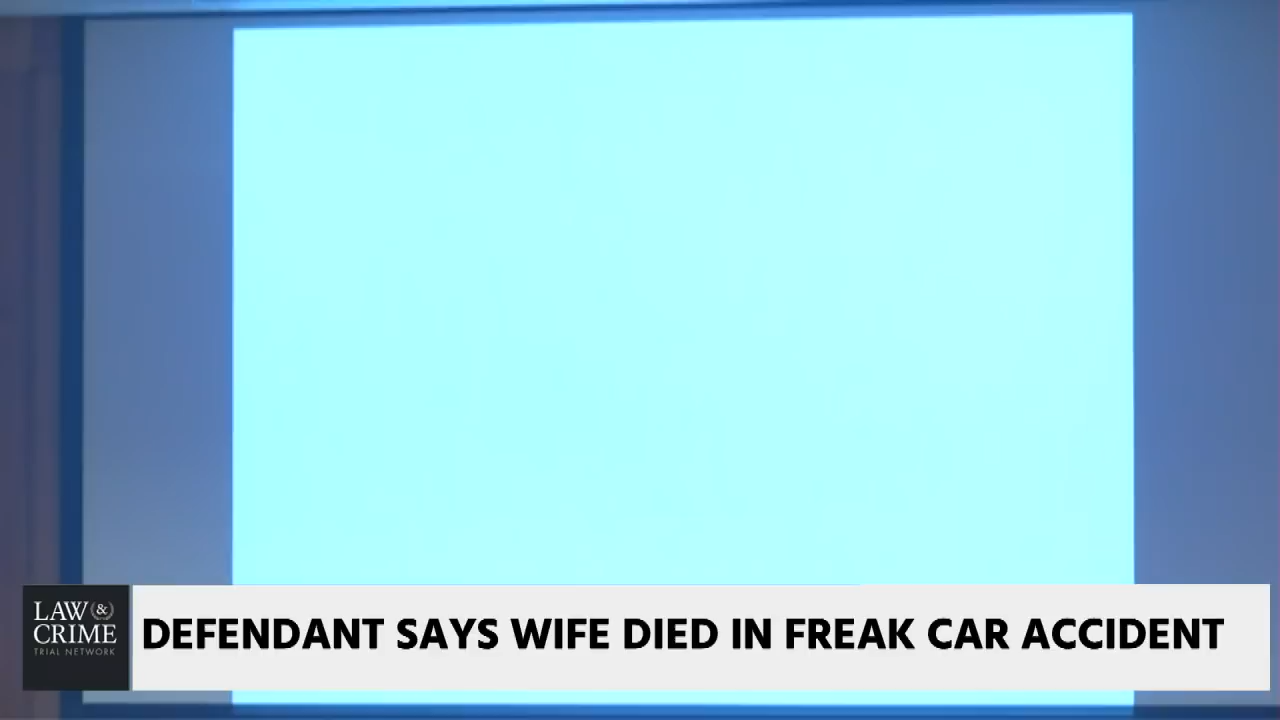 LAW &
CRIME
TRIAL NETWORK
DEFENDANT SAYS WIFE DIED IN FREAK CAR ACCIDENT